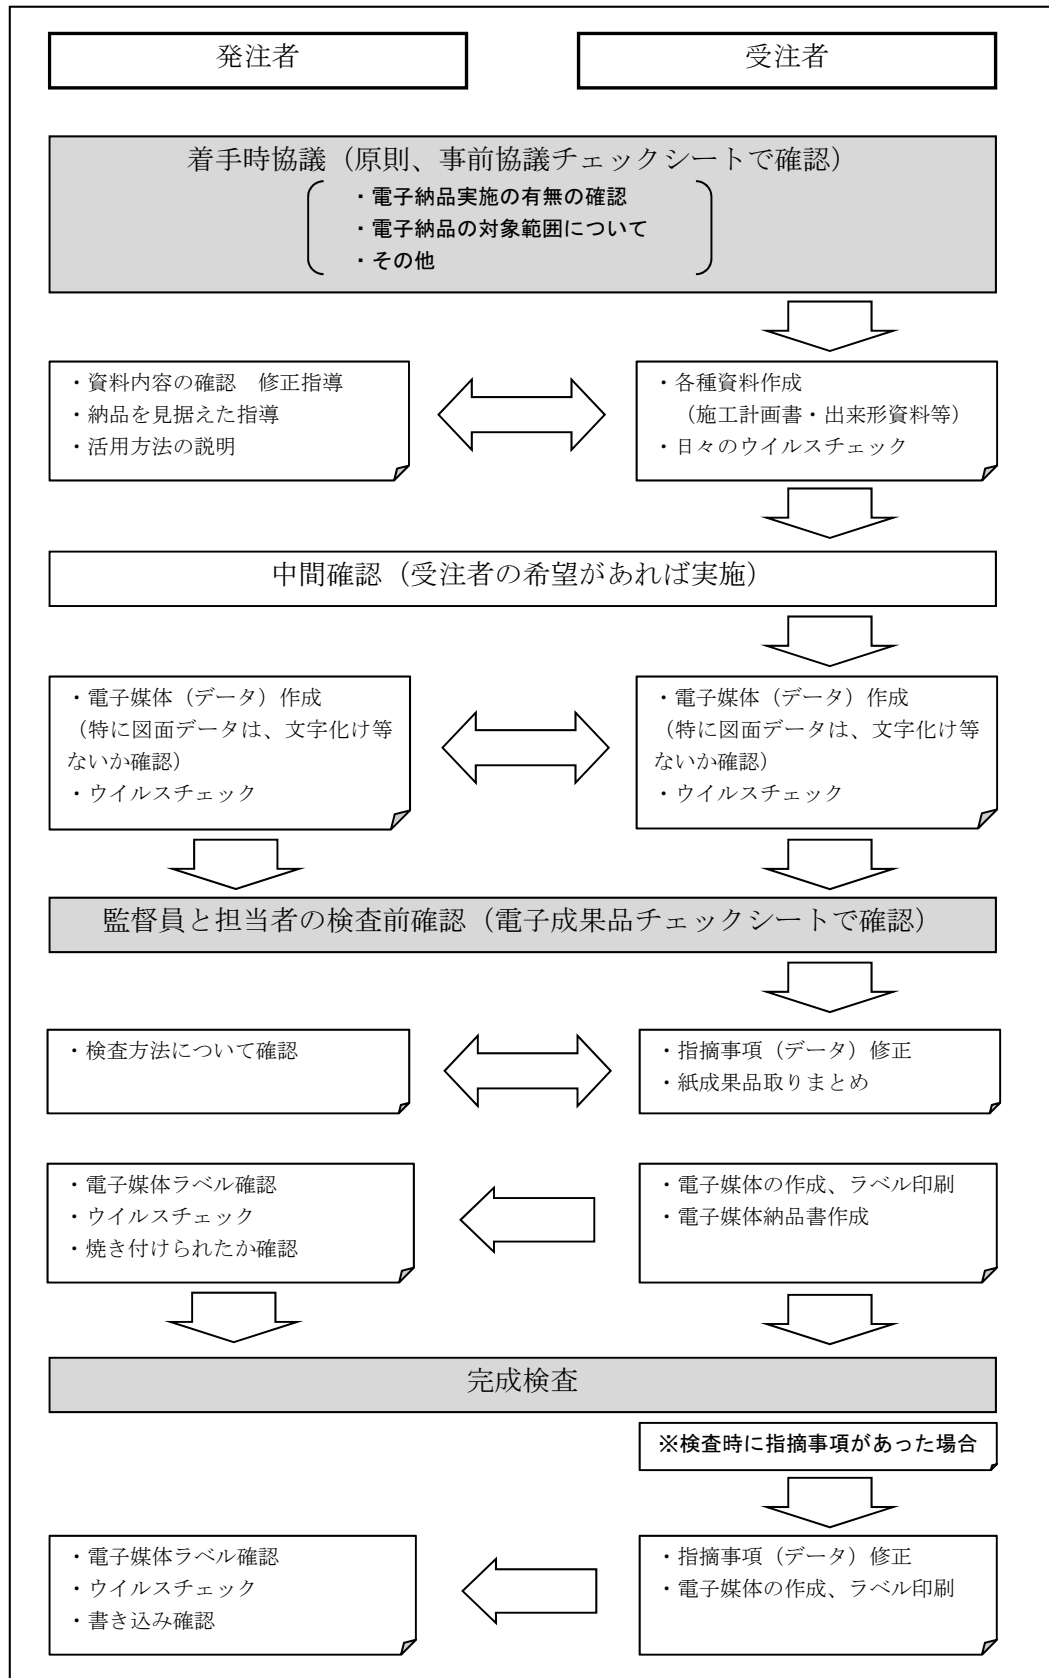 発注者
受注者
着手時協議（原則、事前協議チェックシートで確認）
・電子納品実施の有無の確認
・電子納品の対象範囲について
・その他
・資料内容の確認　修正指導
・納品を見据えた指導
・活用方法の説明
・各種資料作成
（施工計画書・出来形資料等）
・日々のウイルスチェック
中間確認（受注者の希望があれば実施）
・電子媒体（データ）作成
（特に図面データは、文字化け等
ないか確認）
・ウイルスチェック
・電子媒体（データ）作成
（特に図面データは、文字化け等
ないか確認）
・ウイルスチェック
監督員と担当者の検査前確認（電子成果品チェックシートで確認）
・検査方法について確認
・指摘事項（データ）修正
・紙成果品取りまとめ
・電子媒体ラベル確認
・ウイルスチェック
・焼き付けられたか確認
・電子媒体の作成、ラベル印刷
・電子媒体納品書作成
完成検査
※検査時に指摘事項があった場合
・電子媒体ラベル確認
・ウイルスチェック
・書き込み確認
・指摘事項（データ）修正
・電子媒体の作成、ラベル印刷